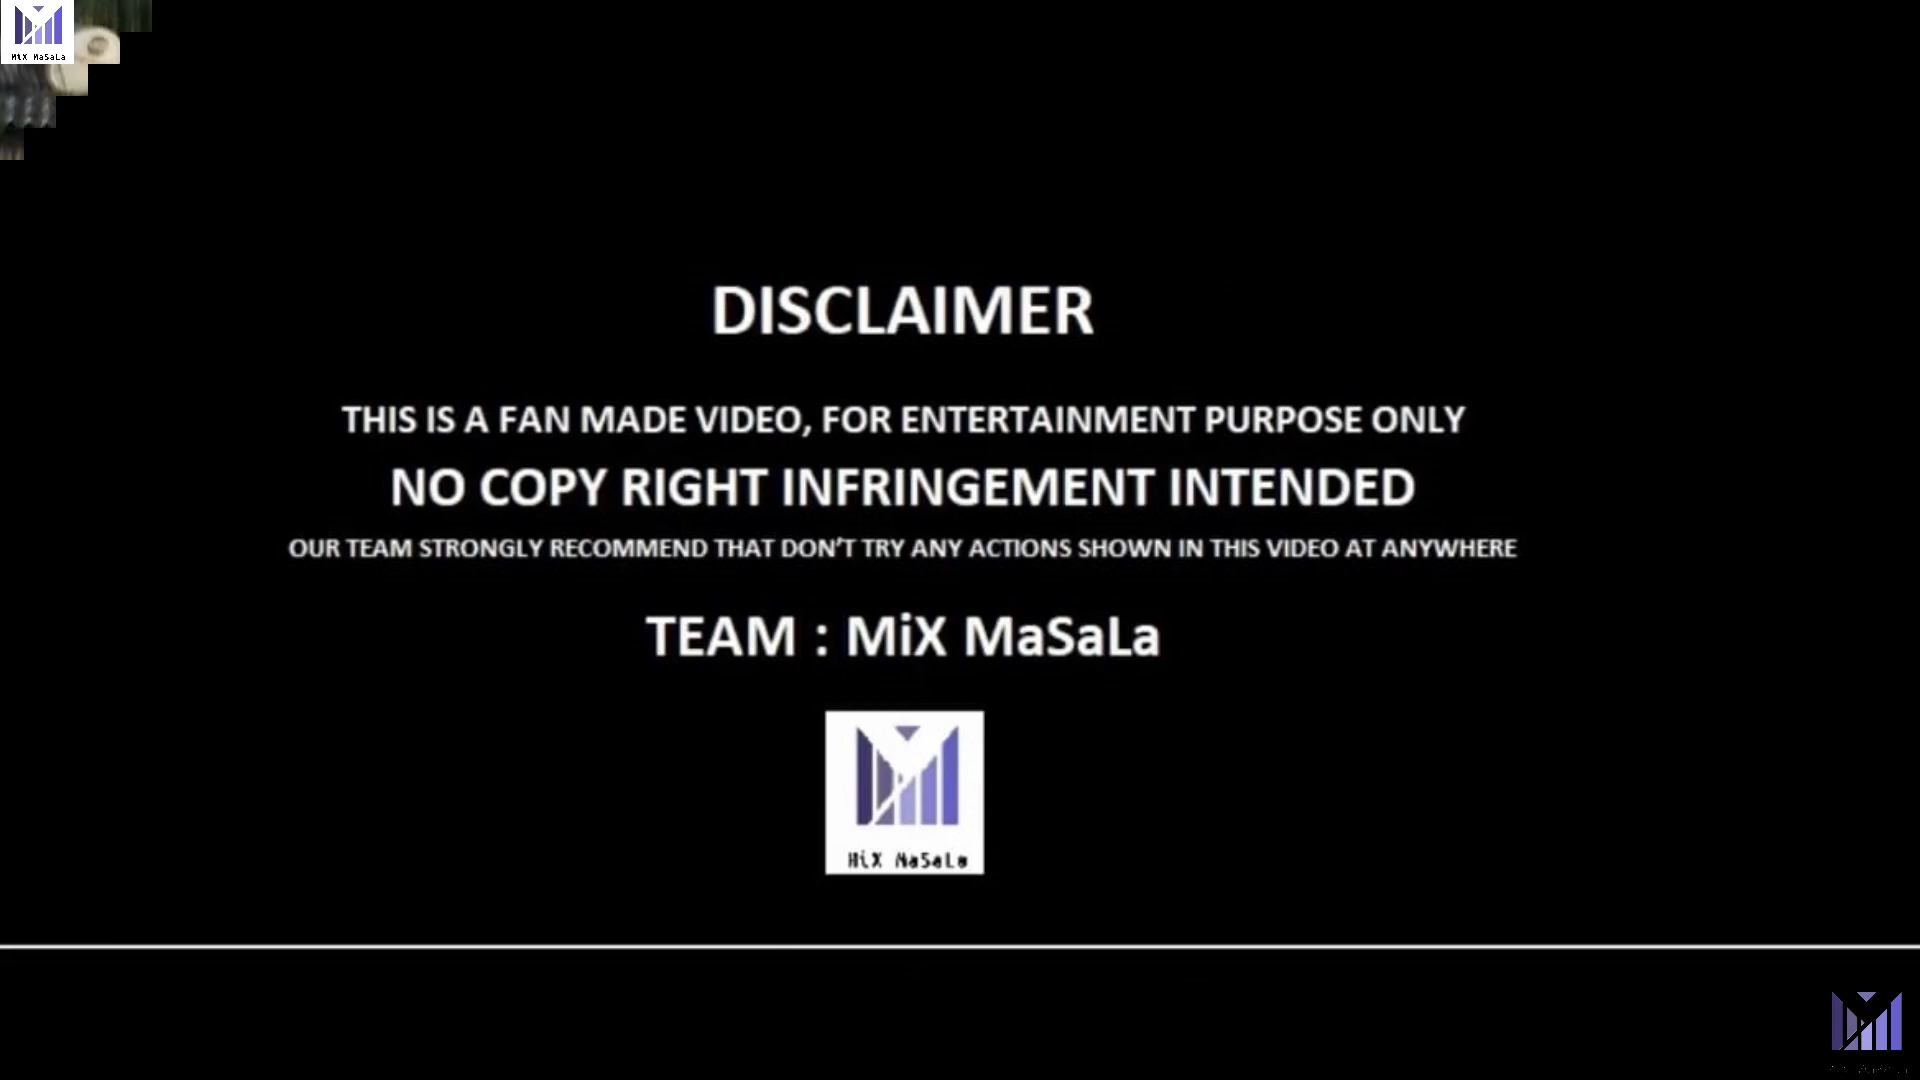 MiX MaSaLa
DISCLAIMER
THIS IS A FAN MADE VIDEO, FOR ENTERTAINMENT PURPOSE ONLY
NO COPY RIGHT INFRINGEMENT INTENDED
OUR TEAM STRONGLY RECOMMEND THAT DON'T TRY ANY ACTIONS SHOWN IN THIS VIDEO AT ANYWHERE
TEAM : MiX MaSaLa
MiX MaSaLa